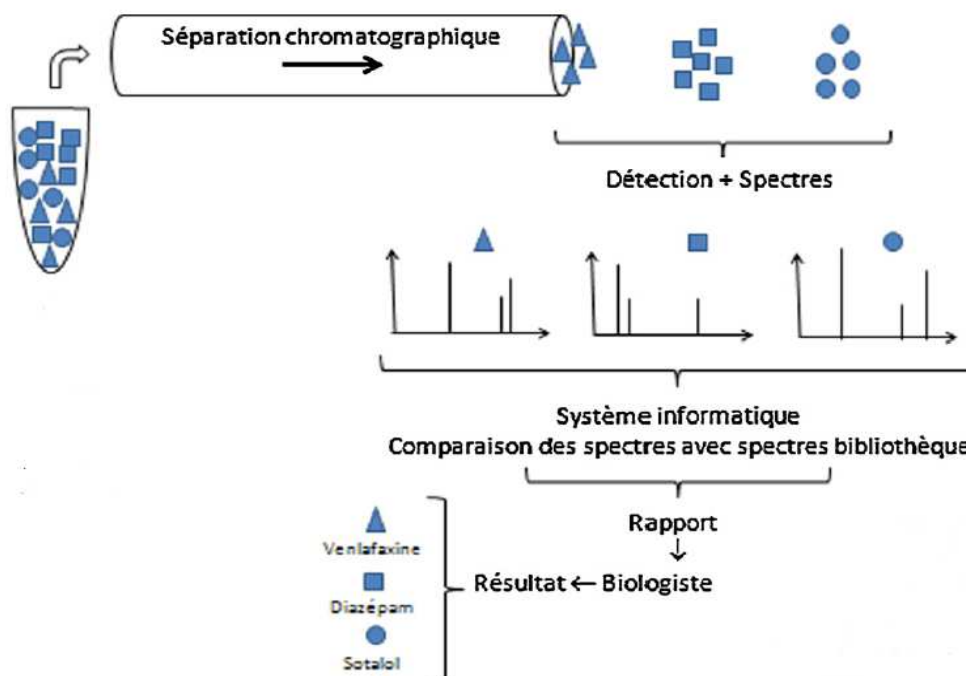 Séparation chromatographique
Détection + Spectres
Système informatique
Comparaison des spectres avec spectres bibliothèque
Rapport
↓
Résultat ← Biologiste
Venlafaxine
Diazépam
Sotalol